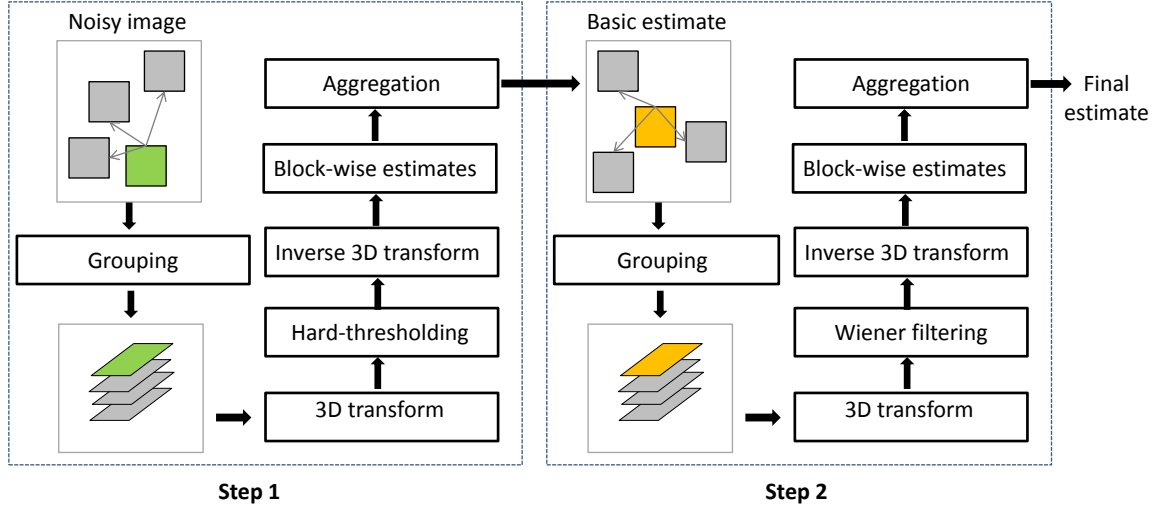 Noisy image
Grouping
3D transform
Hard-thresholding
Inverse 3D transform
Block-wise estimates
Aggregation
Step 1
Basic estimate
Grouping
3D transform
Wiener filtering
Inverse 3D transform
Block-wise estimates
Aggregation
Final
estimate
Step 2